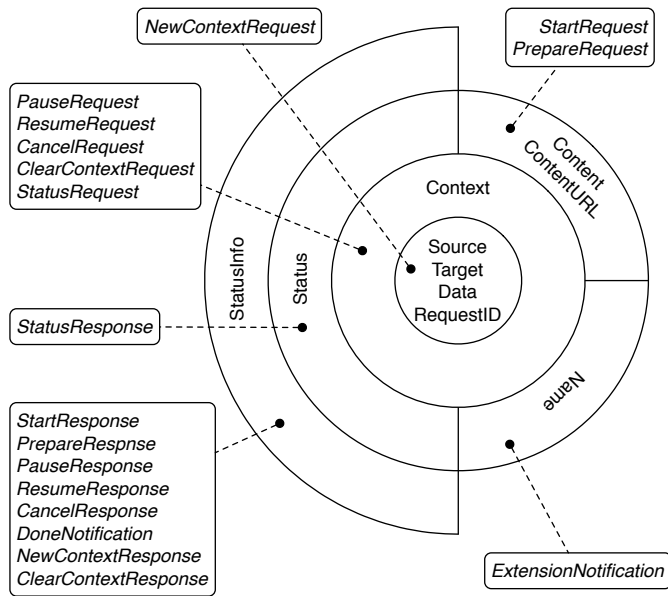 NewContextRequest
StartRequest
PrepareRequest
PauseRequest
ResumeRequest
CancelRequest
ClearContextRequest
StatusRequest
Content
ContentURL
Context
Source
Target
Data
RequestID
StatusInfo
Status
StatusResponse
Name
StartResponse
PrepareRespnse
PauseResponse
ResumeResponse
CancelResponse
DoneNotification
NewContextResponse
ClearContextResponse
ExtensionNotification